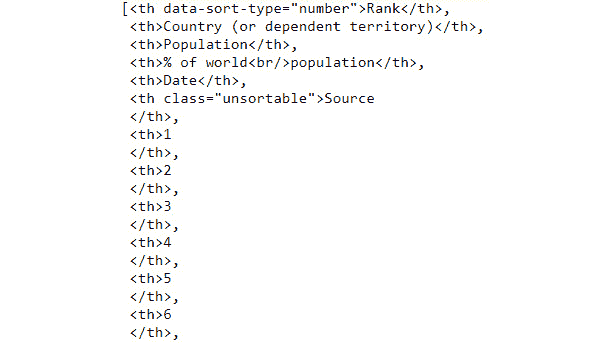 [<th data-sort-type="number">Rank</th>,
<th>Country (or dependent territory)</th>,
<th>Population</th>,
<th>% of world<br/>population</th>,
<th>Date</th>,
<th class="unsortable">Source
</th>,
<th>1
</th>,
<th>2
</th>,
<th>3
</th>,
<th>4
</th>,
<th>5
</th>,
<th>6
</th>,